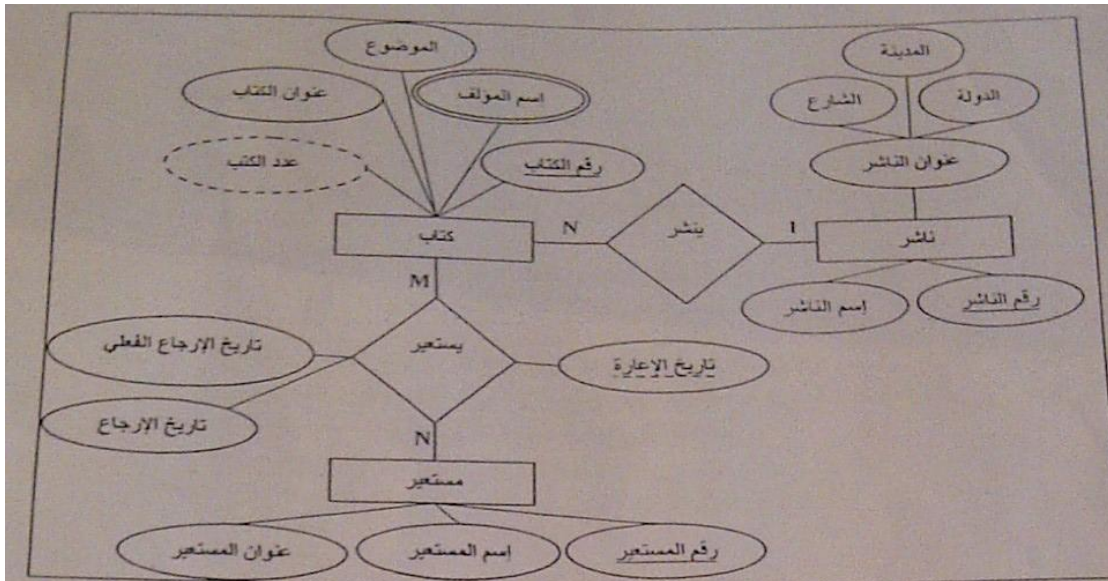 الموضوع
المدينة
عنوان الكتاب
اسم المؤلف
الشارع
الدولة
عدد الكتب
رقم الكتاب
عنوان الناشر
كتاب
N
ينشر
1
ناشر
M
إسم الناشر
رقم الناشر
تاريخ الإرجاع الفعلي
يستعير
تاريخ الإعارة
تاريخ الإرجاع
N
مستعير
عنوان المستعير
إسم المستعير
رقم المستعير